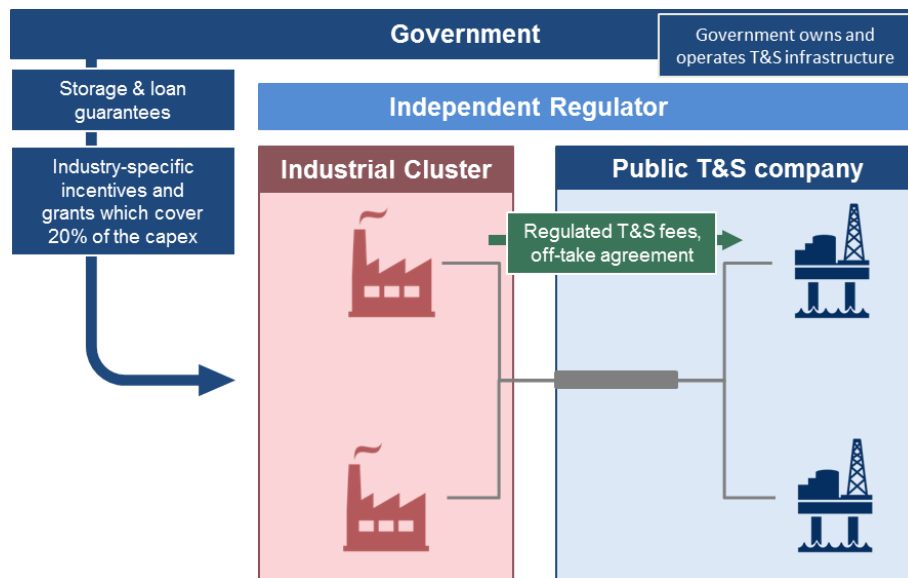 Government
Government owns and
operates T&S infrastructure
Storage & loan
guarantees
Independent Regulator
Industry-specific
incentives and
grants which cover
20% of the capex
Industrial Cluster
Public T&S company
Regulated T&S fees,
off-take agreement